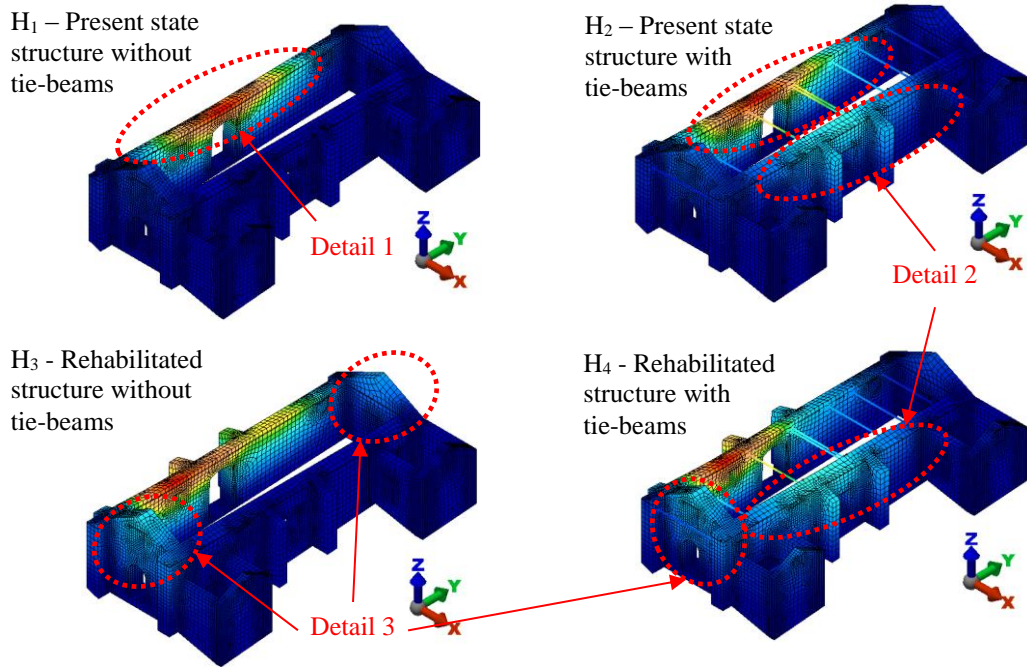 H₁ – Present state
structure without
tie-beams
H₂ – Present state
structure with
tie-beams
Z
Y
X
Detail 1
Z
Y
X
Detail 2
H₃ - Rehabilitated
structure without
tie-beams
H₄ - Rehabilitated
structure with
tie-beams
Z
Y
X
Detail 3
Z
Y
X